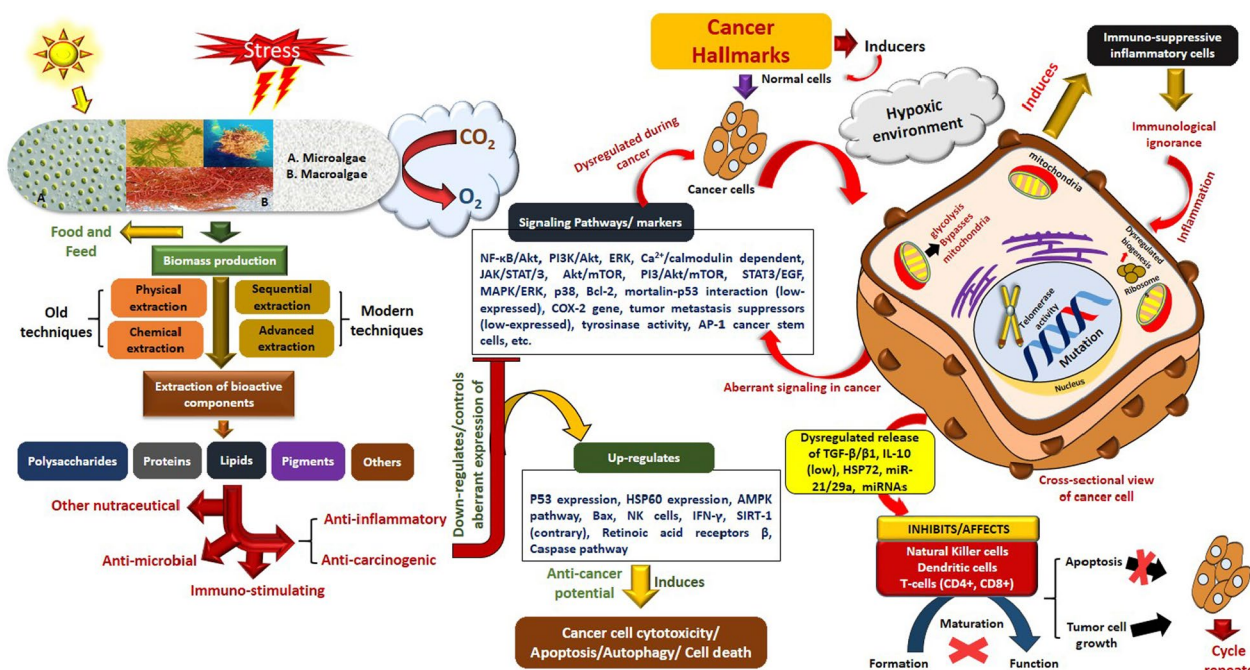 Stress
CO2
O2
A. Microalgae
B. Macroalgae
A
B
Food and
Feed
Biomass production
Old
techniques
Physical
extraction
Chemical
extraction
Sequential
extraction
Advanced
extraction
Modern
techniques
Extraction of bioactive
components
Polysaccharides
Proteins
Lipids
Pigments
Others
Other nutraceutical
Anti-microbial
Immuno-stimulating
Anti-inflammatory
Anti-carcinogenic
Down-regulates/controls
aberrant expression of
Cancer
Hallmarks
Inducers
Normal cells
Cancer cells
Dysregulated during
cancer
Hypoxic
environment
Signaling Pathways/ markers
NF-κB/Akt, PI3K/Akt, ERK, Ca2+/calmodulin dependent,
JAK/STAT/3, Akt/mTOR, PI3/Akt/mTOR, STAT3/EGF,
MAPK/ERK, p38, Bcl-2, mortalin-p53 interaction (low-
expressed), COX-2 gene, tumor metastasis suppressors
(low-expressed), tyrosinase activity, AP-1 cancer stem
cells, etc.
Aberrant signaling in cancer
Up-regulates
P53 expression, HSP60 expression, AMPK
pathway, Bax, NK cells, IFN-γ, SIRT-1
(contrary), Retinoic acid receptors β,
Caspase pathway
Anti-cancer
potential
Induces
Cancer cell cytotoxicity/
Apoptosis/Autophagy/ Cell death
Immuno-suppressive
inflammatory cells
Induces
Immunological
ignorance
Inflammation
mitochondria
glycolysis
Bypasses
mitochondria
Dysregulated
biogenesis
Ribosome
Telomerase
activity
Mutation
Nucleus
Cross-sectional view
of cancer cell
Dysregulated release
of TGF-β/β1, IL-10
(low), HSP72, miR-
21/29a, miRNAs
INHIBITS/AFFECTS
Natural Killer cells
Dendritic cells
T-cells (CD4+, CD8+)
Maturation
Formation
Function
Apoptosis
Tumor cell
growth
Cycle